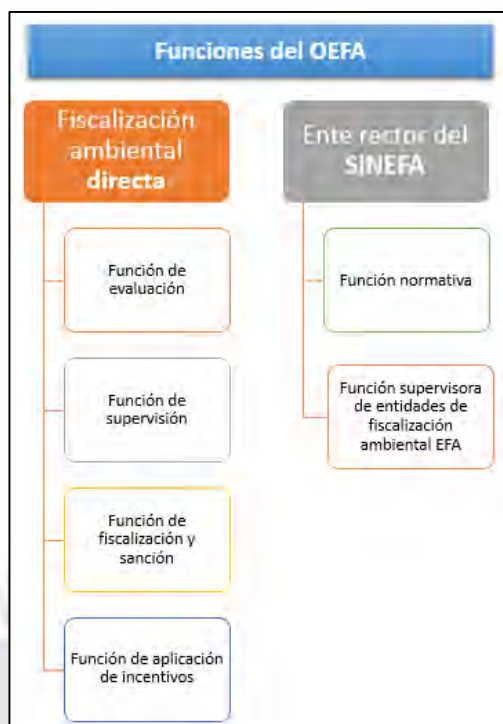 Funciones del OEFA
Fiscalización
ambiental
directa
Función de
evaluación
Función de
supervisión
Función de
fiscalización y
sanción
Función de aplicación
de incentivos
Ente rector del
SINEFA
Función normativa
Función supervisora
de entidades de
fiscalización
ambiental EFA